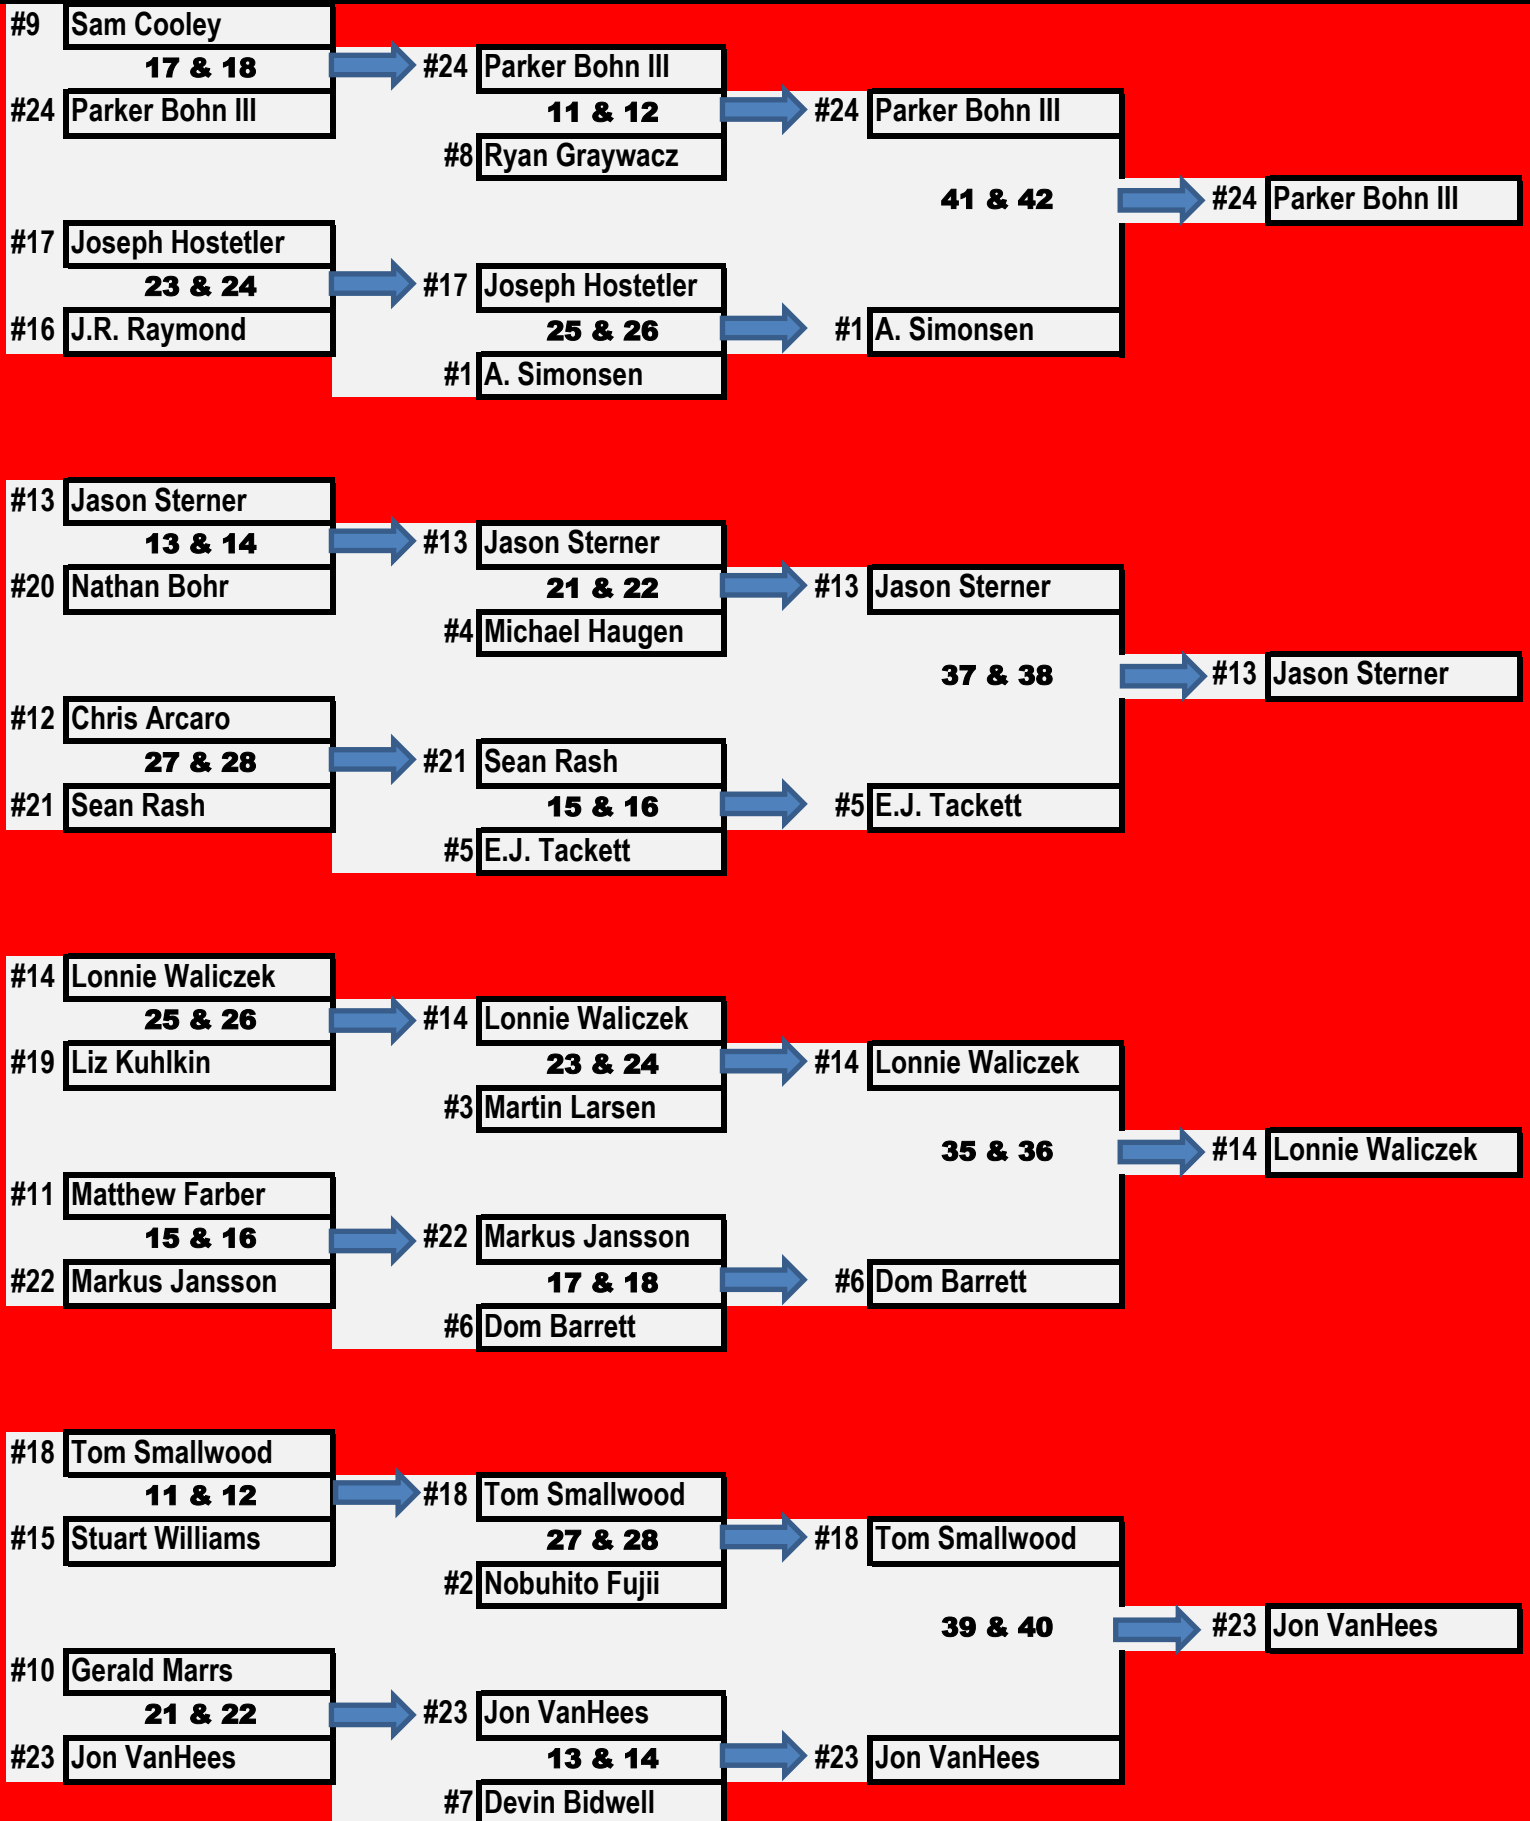 #9 Sam Cooley
17 & 18 #24 Parker Bohn III
#24 Parker Bohn III 11 & 12 #24 Parker Bohn III
#8 Ryan Graywacz
41 & 42 #24 Parker Bohn III
#17 Joseph Hostetler
23 & 24 #17 Joseph Hostetler
#16 J.R. Raymond 25 & 26 #1 A. Simonsen
#1 A. Simonsen
#13 Jason Sterner
13 & 14 #13 Jason Sterner
#20 Nathan Bohr 21 & 22 #13 Jason Sterner
#4 Michael Haugen
37 & 38 #13 Jason Sterner
#12 Chris Arcaro
27 & 28 #21 Sean Rash
#21 Sean Rash 15 & 16 #5 E.J. Tackett
#5 E.J. Tackett
#14 Lonnie Waliczek
25 & 26 #14 Lonnie Waliczek
#19 Liz Kuhlkin 23 & 24 #14 Lonnie Waliczek
#3 Martin Larsen
35 & 36 #14 Lonnie Waliczek
#11 Matthew Farber
15 & 16 #22 Markus Jansson
#22 Markus Jansson 17 & 18 #6 Dom Barrett
#6 Dom Barrett
#18 Tom Smallwood
11 & 12 #18 Tom Smallwood
#15 Stuart Williams 27 & 28 #18 Tom Smallwood
#2 Nobuhito Fujii
39 & 40 #23 Jon VanHees
#10 Gerald Marrs
21 & 22 #23 Jon VanHees
#23 Jon VanHees 13 & 14 #23 Jon VanHees
#7 Devin Bidwell